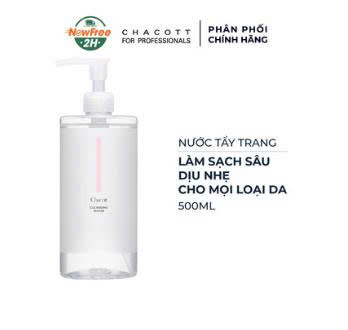 NowFree
2H
CHACOTT
FOR PROFESSIONALS
PHÂN PHỐI
CHÍNH HÃNG
NƯỚC TẨY TRANG
LÀM SẠCH SÂU
DỊU NHẸ
CHO MỌI LOẠI DA
500ML
Chacott
CLEANSING
WATER